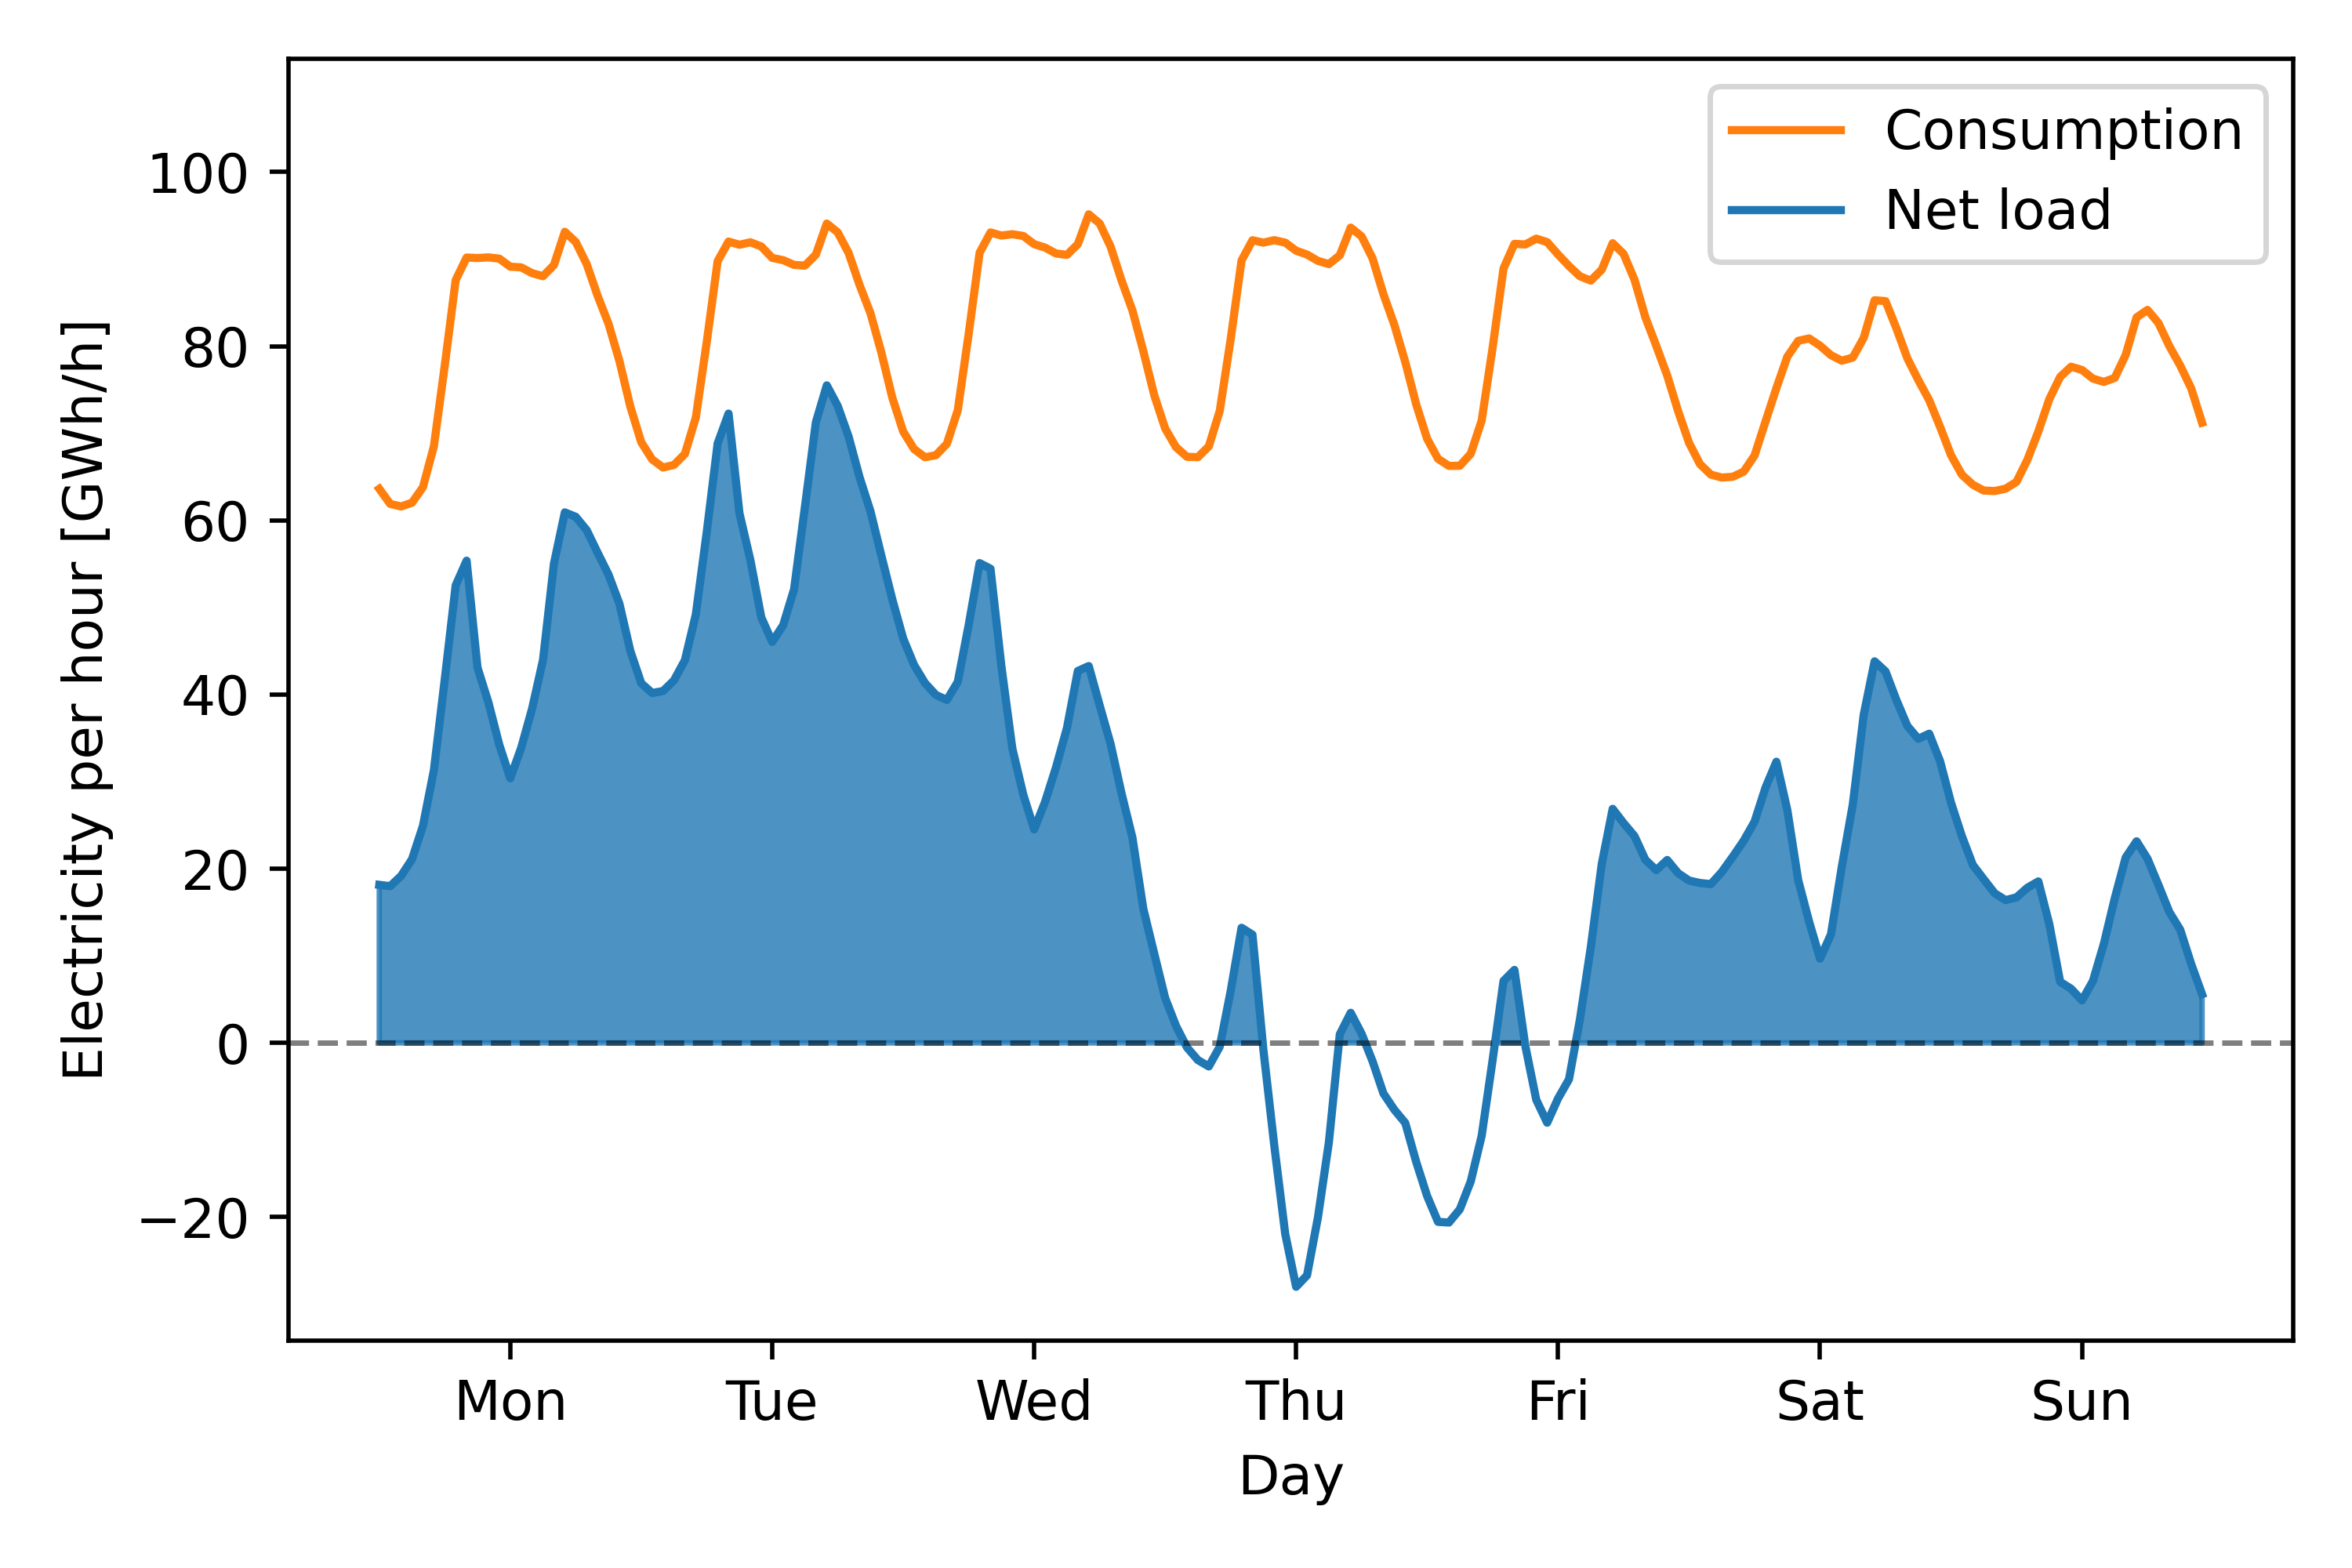 Consumption
Net load
Electricity per hour [GWh/h]
100
80
60
40
20
0
−20
Mon Tue Wed Thu Fri Sat Sun
Day